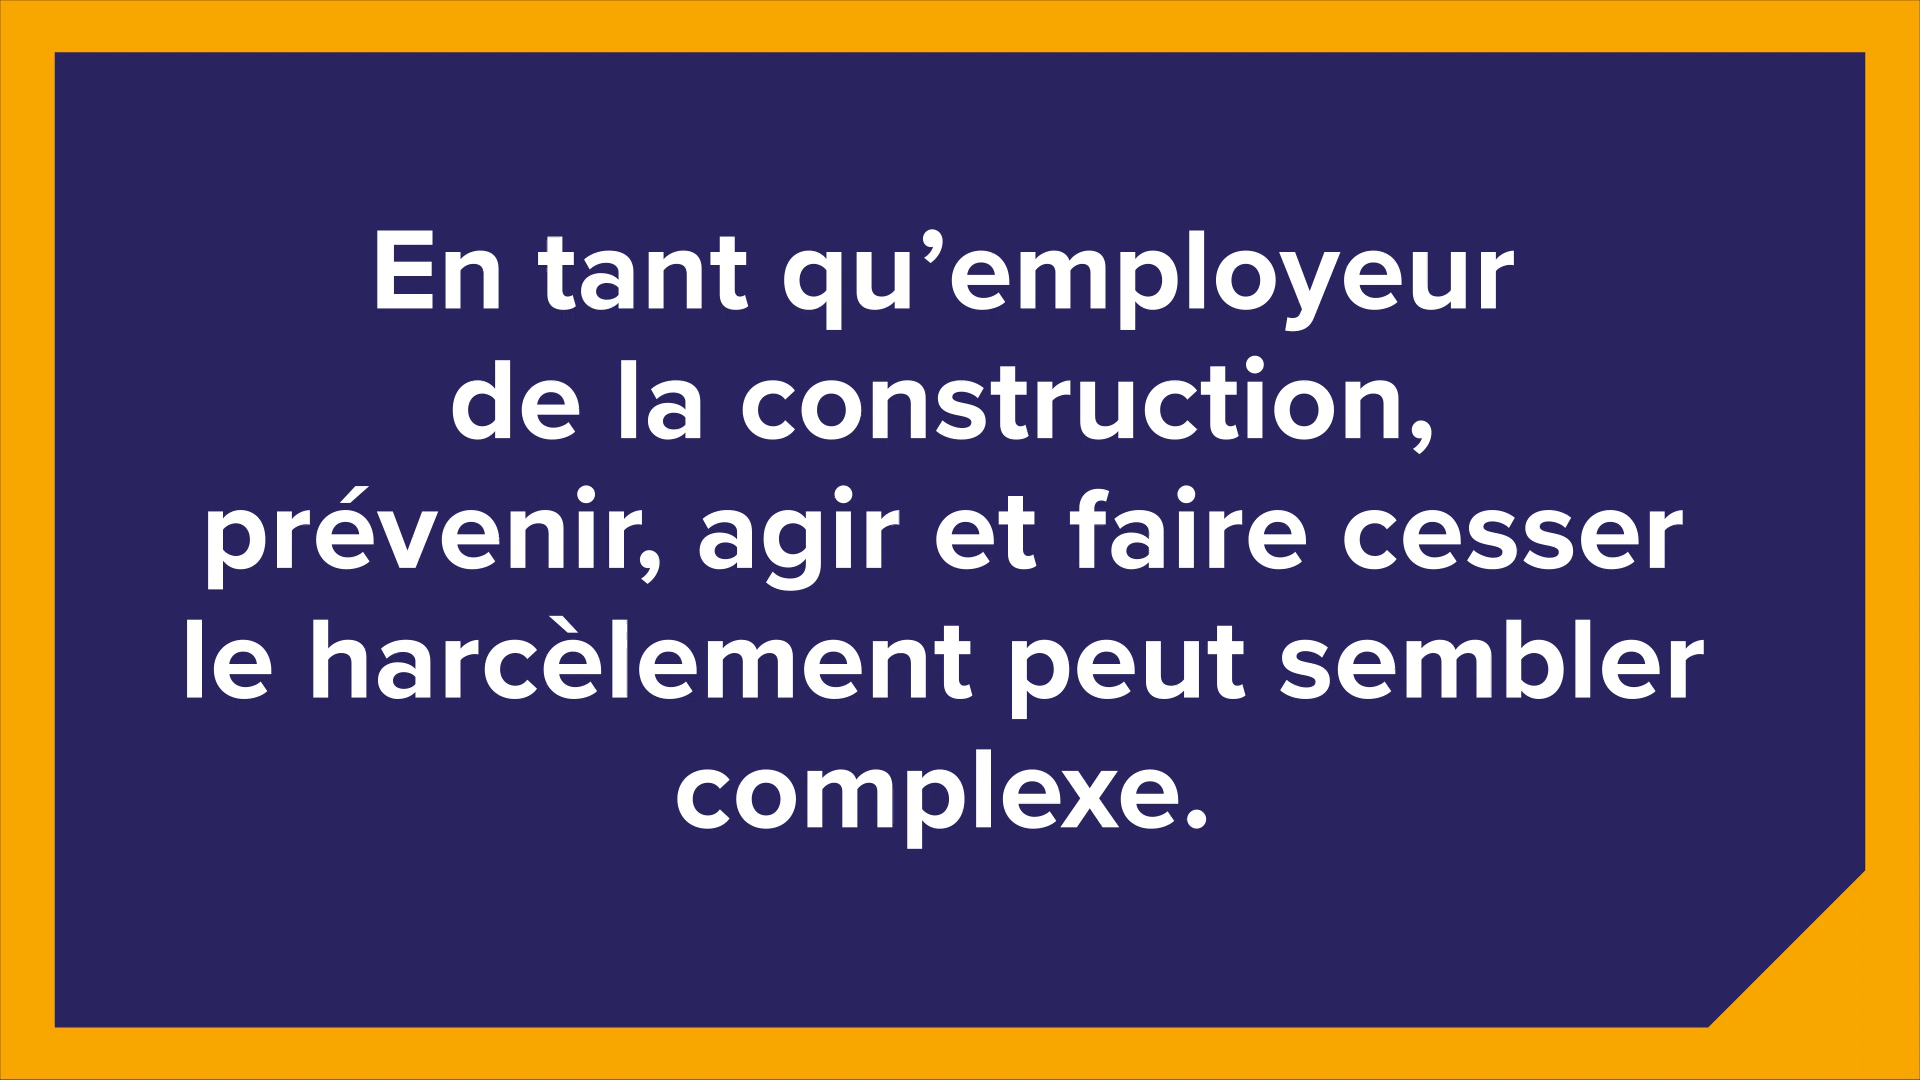 En tant qu’employeur
de la construction,
prévenir, agir et faire cesser
le harcèlement peut sembler
complexe.